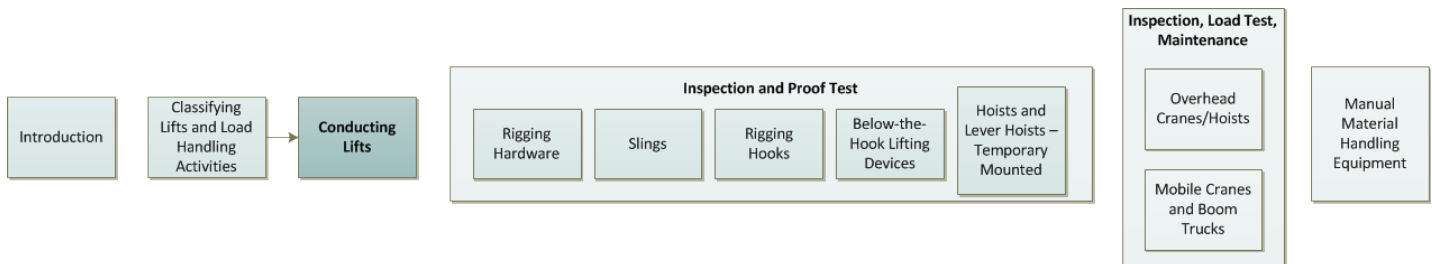 Introduction
Classifying
Lifts and Load
Handling
Activities
Conducting
Lifts
Inspection and Proof Test
Rigging
Hardware
Slings
Rigging
Hooks
Below-the-
Hook Lifting
Devices
Hoists and
Lever Hoists –
Temporary
Mounted
Inspection, Load Test,
Maintenance
Overhead
Cranes/Hoists
Mobile Cranes
and Boom
Trucks
Manual
Material
Handling
Equipment